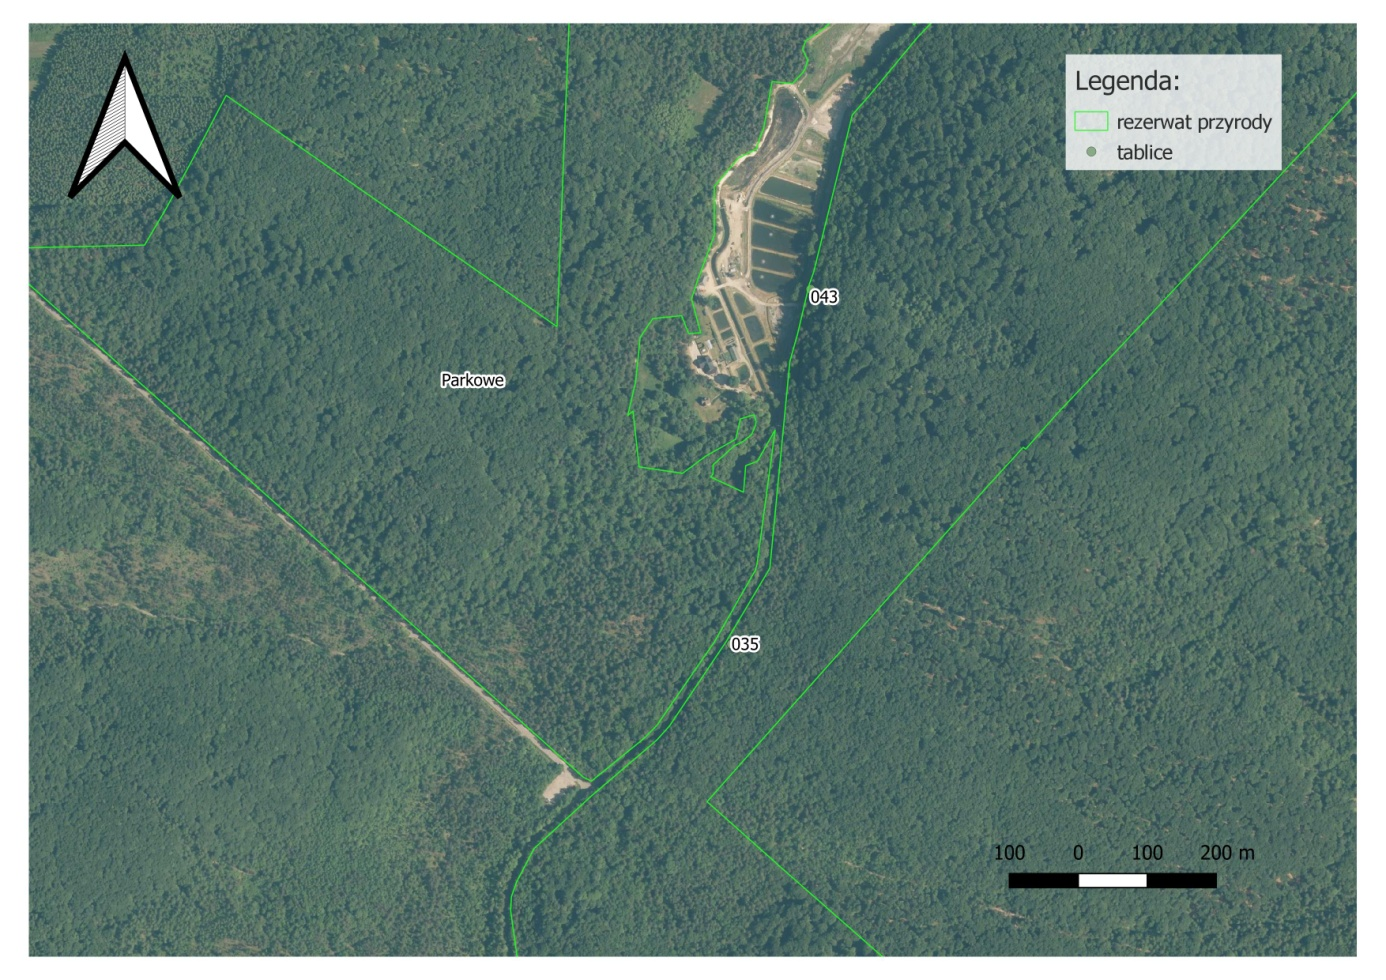 Legenda:
rezerwat przyrody
tablice
043
Parkowe
035
100 0 100 200 m